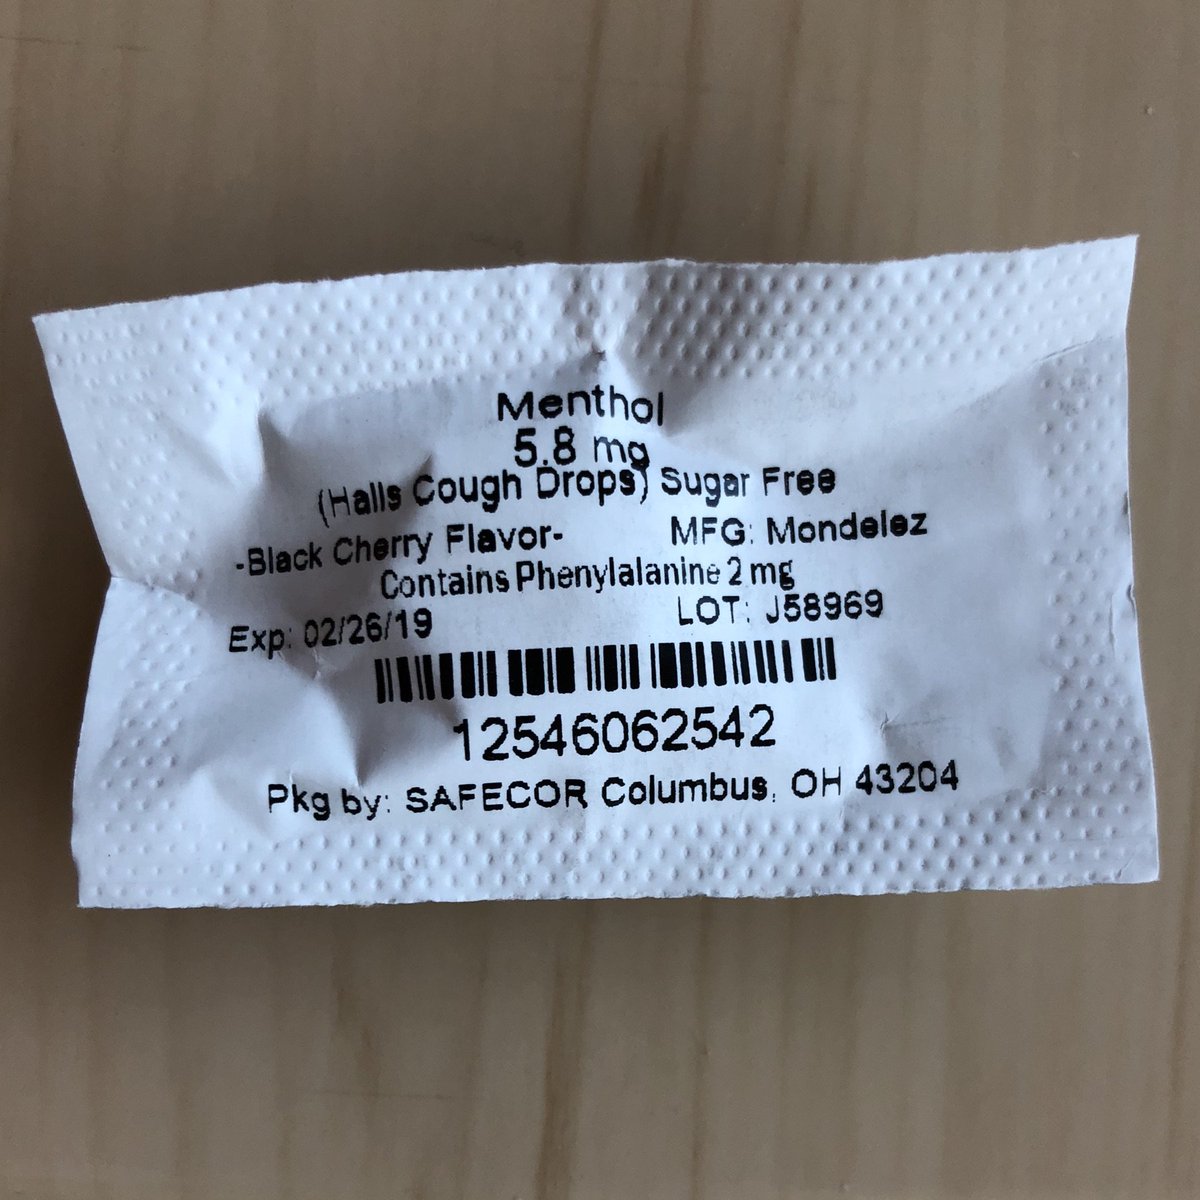 Menthol
5.8 mg
(Halls Cough Drops) Sugar Free
-Black Cherry Flavor- MFG: Mondelez
Contains Phenylalanine 2 mg
Exp: 02/26/19 LOT: J58969
12546062542
Pkg by: SAFECOR Columbus, OH 43204